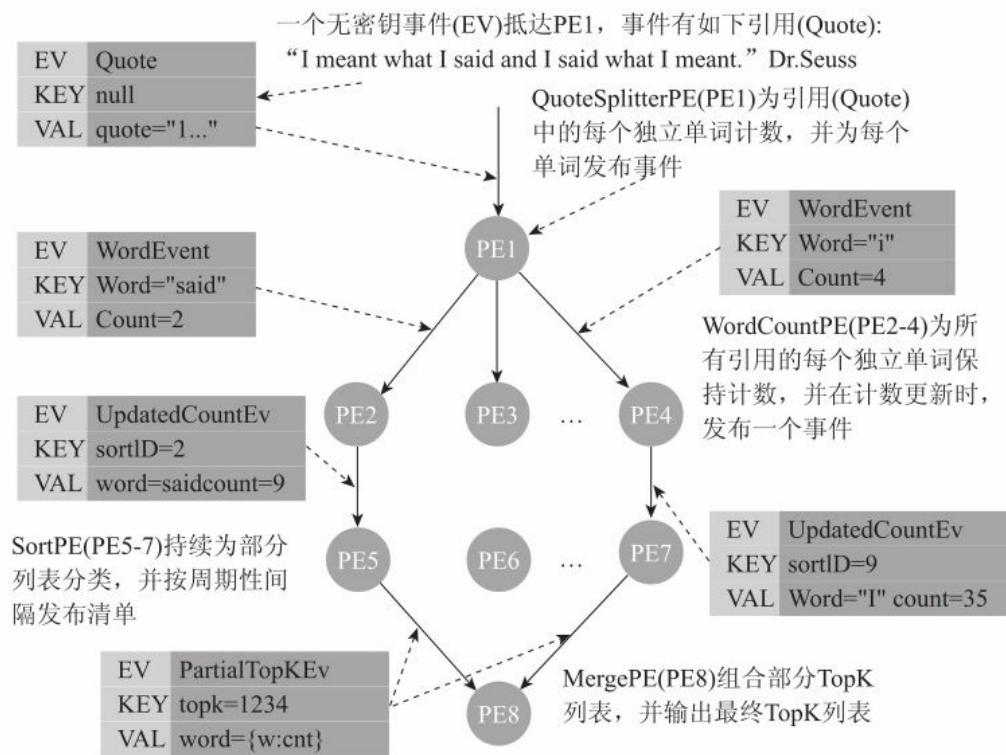 一个无密钥事件(EV)抵达PE1，事件有如下引用(Quote):
“I meant what I said and I said what I meant.”Dr.Seuss
EV Quote
KEY null
VAL quote="1..."
QuoteSplitterPE(PE1)为引用(Quote)
中的每个独立单词计数，并为每个
单词发布事件
PE1
EV WordEvent
KEY Word="said"
VAL Count=2
EV WordEvent
KEY Word="i"
VAL Count=4
WordCountPE(PE2-4)为所
有引用的每个独立单词保
持计数，并在计数更新时，
发布一个事件
PE2
PE3
...
PE4
EV UpdatedCountEv
KEY sortlD=2
VAL word=saidcount=9
SortPE(PE5-7)持续为部分
列表分类，并按周期性间
隔发布清单
PE5
PE6
...
PE7
EV UpdatedCountEv
KEY sortlD=9
VAL Word="I" count=35
EV PartialTopKEv
KEY topk=1234
VAL word={w:cnt}
PE8
MergePE(PE8)组合部分TopK
列表，并输出最终TopK列表